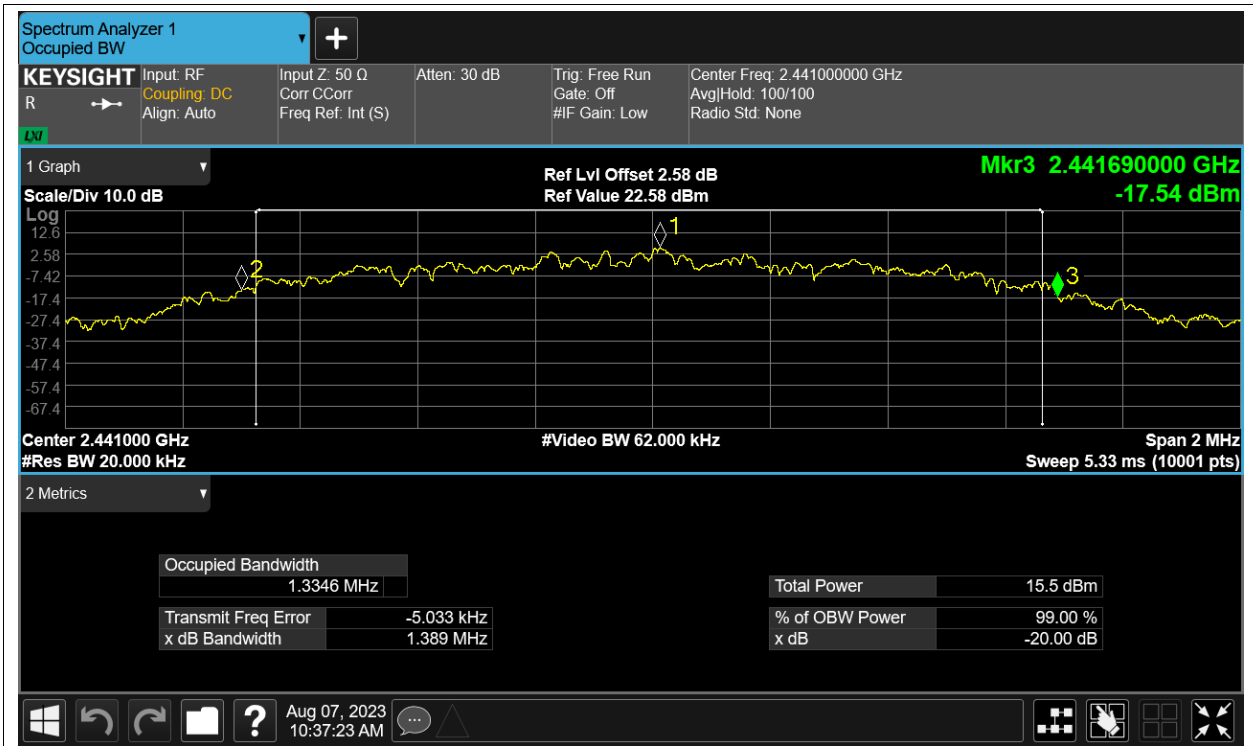 Spectrum Analyzer 1
Occupied BW
KEYSIGHT
R
LXI
Input: RF
Coupling: DC
Align: Auto
Input Z: 50 Ω
Corr CCorr
Freq Ref: Int (S)
Atten: 30 dB
Trig: Free Run
Gate: Off
#IF Gain: Low
Center Freq: 2.441000000 GHz
Avg|Hold: 100/100
Radio Std: None
1 Graph
Scale/Div 10.0 dB
Ref Lvl Offset 2.58 dB
Ref Value 22.58 dBm
Mkr3 2.441690000 GHz
-17.54 dBm
Log
12.6
2.58
-7.42
-17.4
-27.4
-37.4
-47.4
-57.4
-67.4
1
2
3
Center 2.441000 GHz
#Res BW 20.000 kHz
#Video BW 62.000 kHz
Span 2 MHz
Sweep 5.33 ms (10001 pts)
2 Metrics
Occupied Bandwidth
1.3346 MHz
Transmit Freq Error -5.033 kHz
x dB Bandwidth 1.389 MHz
Total Power 15.5 dBm
% of OBW Power 99.00 %
x dB -20.00 dB
?
Aug 07, 2023
10:37:23 AM